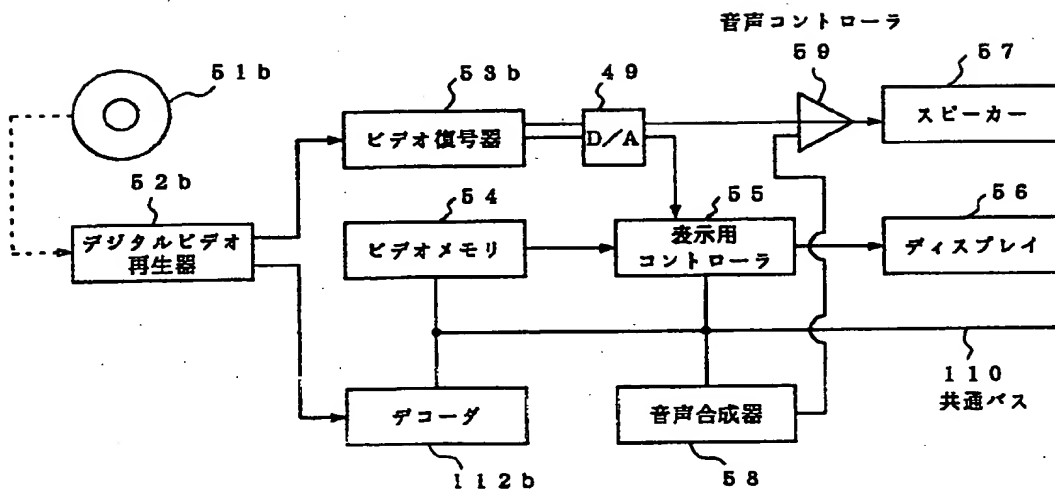 音声コントローラ
51b
53b
49
59
57
ビデオ復号器
D/A
スピーカー
52b
54
55
56
デジタルビデオ
再生器
ビデオメモリ
表示用
コントローラ
ディスプレイ
デコーダ
音声合成器
110
共通バス
112b
58